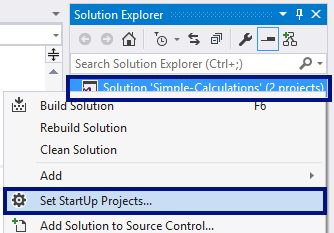 Solution Explorer
Search Solution Explorer (Ctrl+;)
Solution 'Simple-Calculations' (2 projects)
Build Solution F6
Rebuild Solution
Clean Solution
Add
Set StartUp Projects...
Add Solution to Source Control...